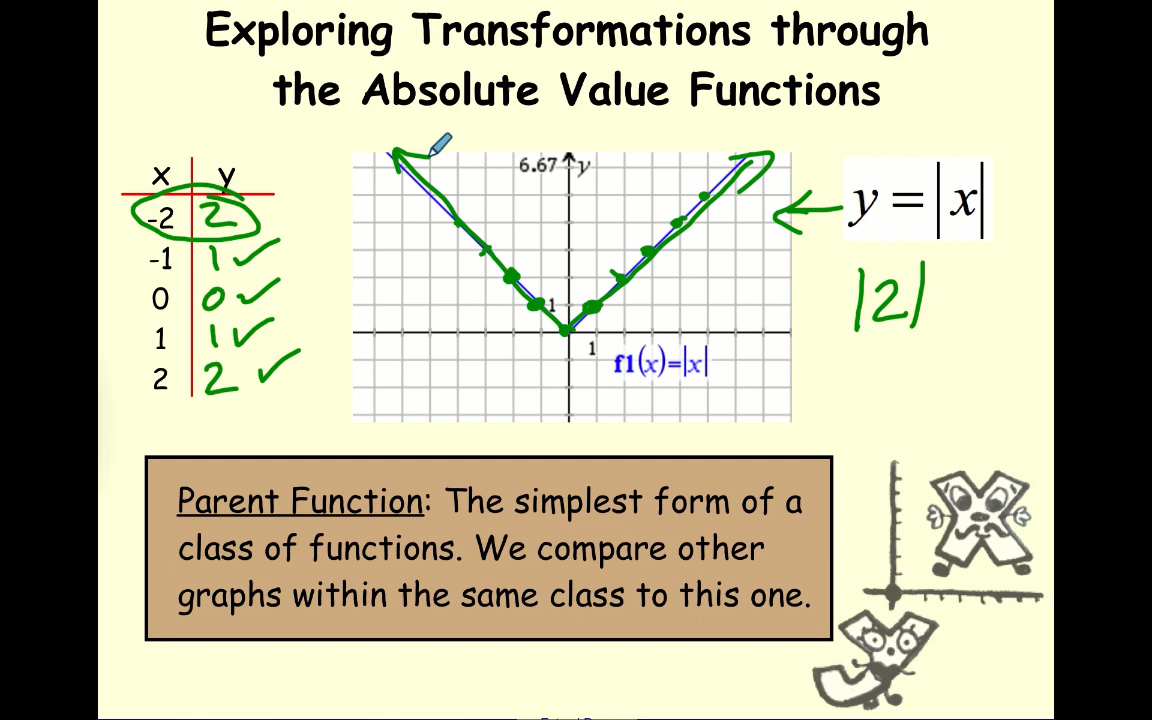 Exploring Transformations through
the Absolute Value Functions
x y
-2 2
-1 1
0 0
1 1
2 2
6.67 y
1
1
f1(x)=|x|
y = |x|
|2|
Parent Function: The simplest form of a
class of functions. We compare other
graphs within the same class to this one.